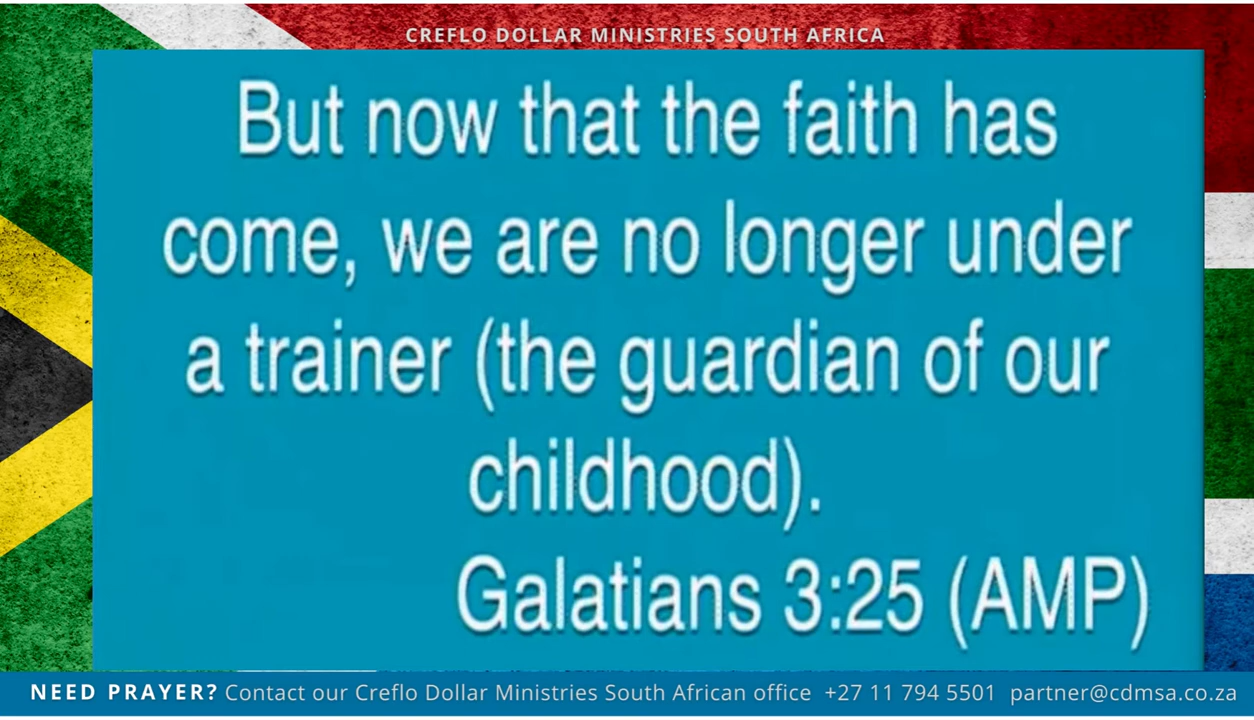 CREFLO DOLLAR MINISTRIES SOUTH AFRICA
But now that the faith has
come, we are no longer under
a trainer (the guardian of our
childhood).
Galatians 3:25 (AMP)
NEED PRAYER? Contact our Creflo Dollar Ministries South African office +27 11 794 5501 partner@cdmsa.co.za